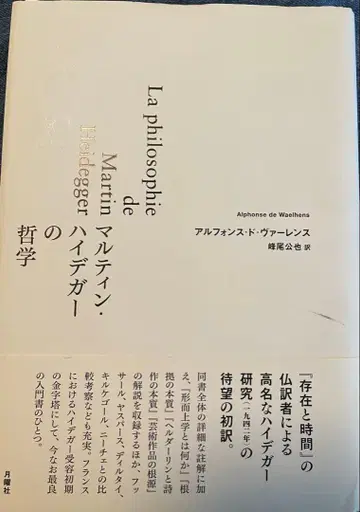 La philosophie
de
Martin
Heidegger
マルティン・
ハイデガー
の
哲学
Alphonse de Waelhens
アルフォンス・ド・ヴァーレンス
峰尾公也 訳
『存在と時間』の
仏訳者による
高名なハイデガー
研究(一九四二年)の
待望の初訳。
同書全体の詳細な註解に加
え、『形而上学とは何か』『根
拠の本質』『ヘルダーリンと詩
作の本質』『芸術作品の根源』
の解説を収録するほか、フッ
サール、ヤスパース、ディルタイ、
キルケゴール、ニーチェとの比
較考察なども充実。フランス
におけるハイデガー受容初期
の金字塔にして、今なお最良
の入門書のひとつ。
月曜社